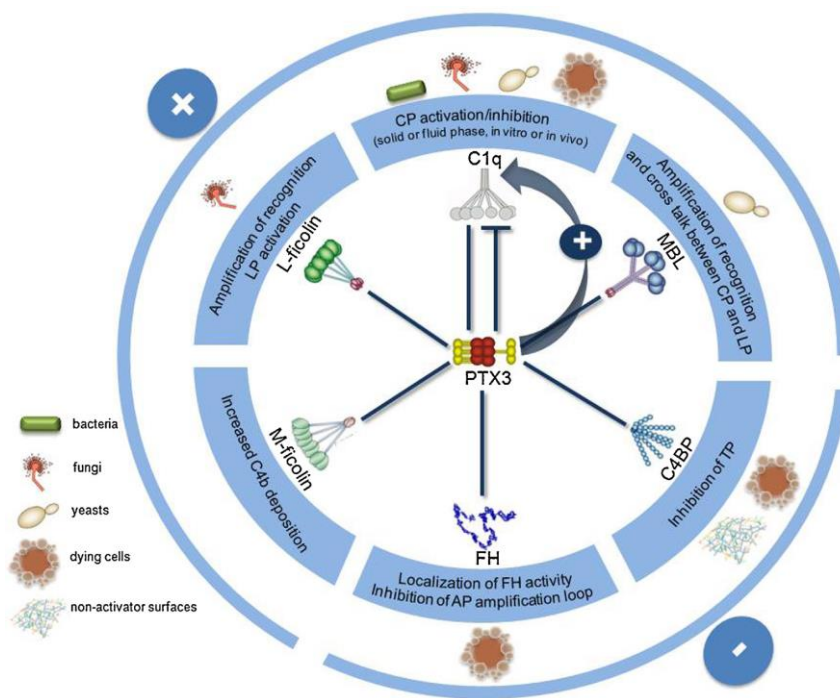 CP activation/inhibition
(solid or fluid phase, in vitro or in vivo)
C1q
Amplification of recognition
LP activation
L-ficolin
Amplification of recognition
and cross talk between CP and LP
MBL
+
PTX3
M-ficolin
Increased C4b deposition
C4BP
Inhibition of TP
FH
Localization of FH activity
Inhibition of AP amplification loop
+
-
bacteria
fungi
yeasts
dying cells
non-activator surfaces